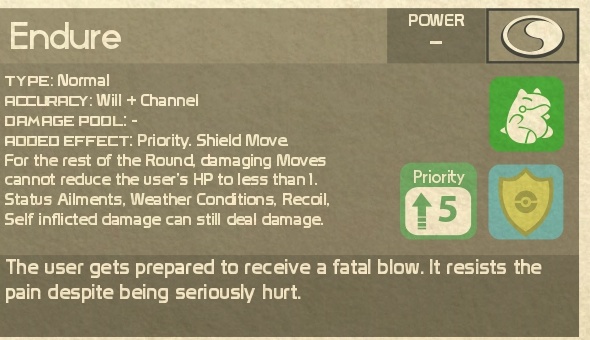 Endure
POWER
—
TYPE: Normal
ACCURACY: Will + Channel
DAMAGE POOL: -
ADDED EFFECT: Priority. Shield Move.
For the rest of the Round, damaging Moves
cannot reduce the user's HP to less than 1.
Status Ailments, Weather Conditions, Recoil,
Self inflicted damage can still deal damage.
Priority
5
The user gets prepared to receive a fatal blow. It resists the
pain despite being seriously hurt.